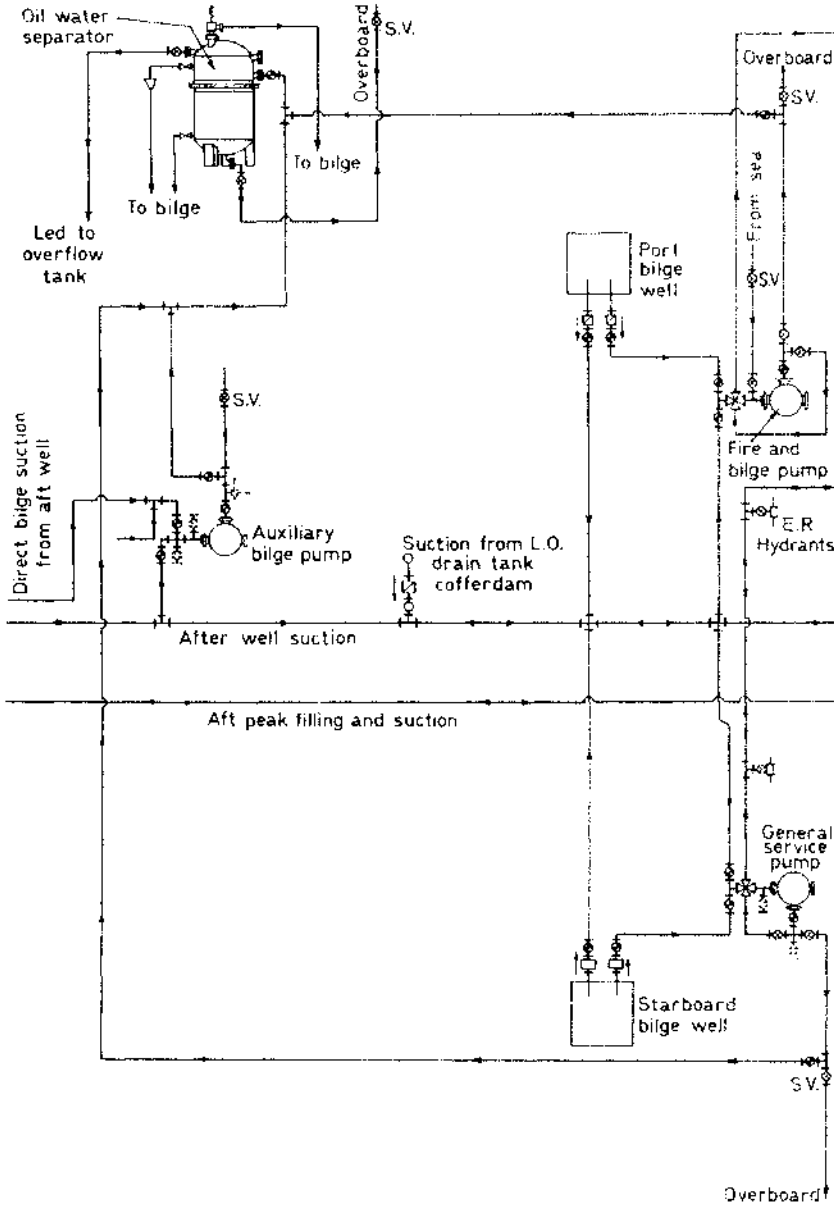 Oil water
separator
Overboard
S.V.
Overboard
S.V.
To bilge
To bilge
Led to
overflow
tank
From sea
S.V
Port
bilge
well
S.V.
Direct bilge suction
from aft well
Auxiliary
bilge pump
Suction from L.O.
drain tank
cofferdam
Fire and
bilge pump
E.R
Hydrants
After well suction
Aft peak filling and suction
General
service
pump
Starboard
bilge well
S.V.
Overboard